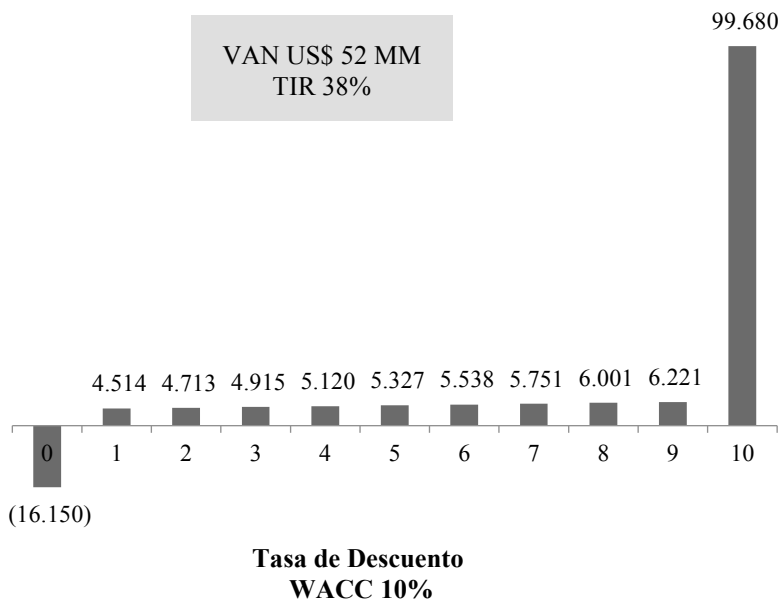 99.680
VAN US$ 52 MM
TIR 38%
4.514 4.713 4.915 5.120 5.327 5.538 5.751 6.001 6.221
0 1 2 3 4 5 6 7 8 9 10
(16.150)
Tasa de Descuento
WACC 10%